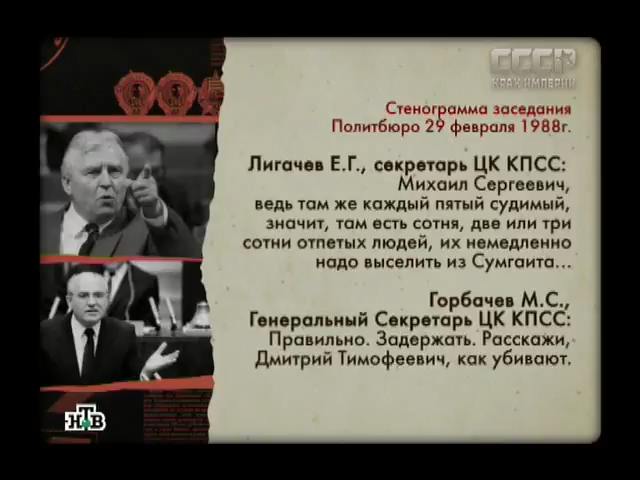 СССР
КРАХ ИМПЕРИИ
Стенограмма заседания
Политбюро 29 февраля 1988г.
Лигачев Е.Г., секретарь ЦК КПСС:
Михаил Сергеевич,
ведь там же каждый пятый судимый,
значит, там есть сотня, две или три
сотни отпетых людей, их немедленно
надо выселить из Сумгаита...
Горбачев М.С.,
Генеральный Секретарь ЦК КПСС:
Правильно. Задержать. Расскажи,
Дмитрий Тимофеевич, как убивают.
НТВ